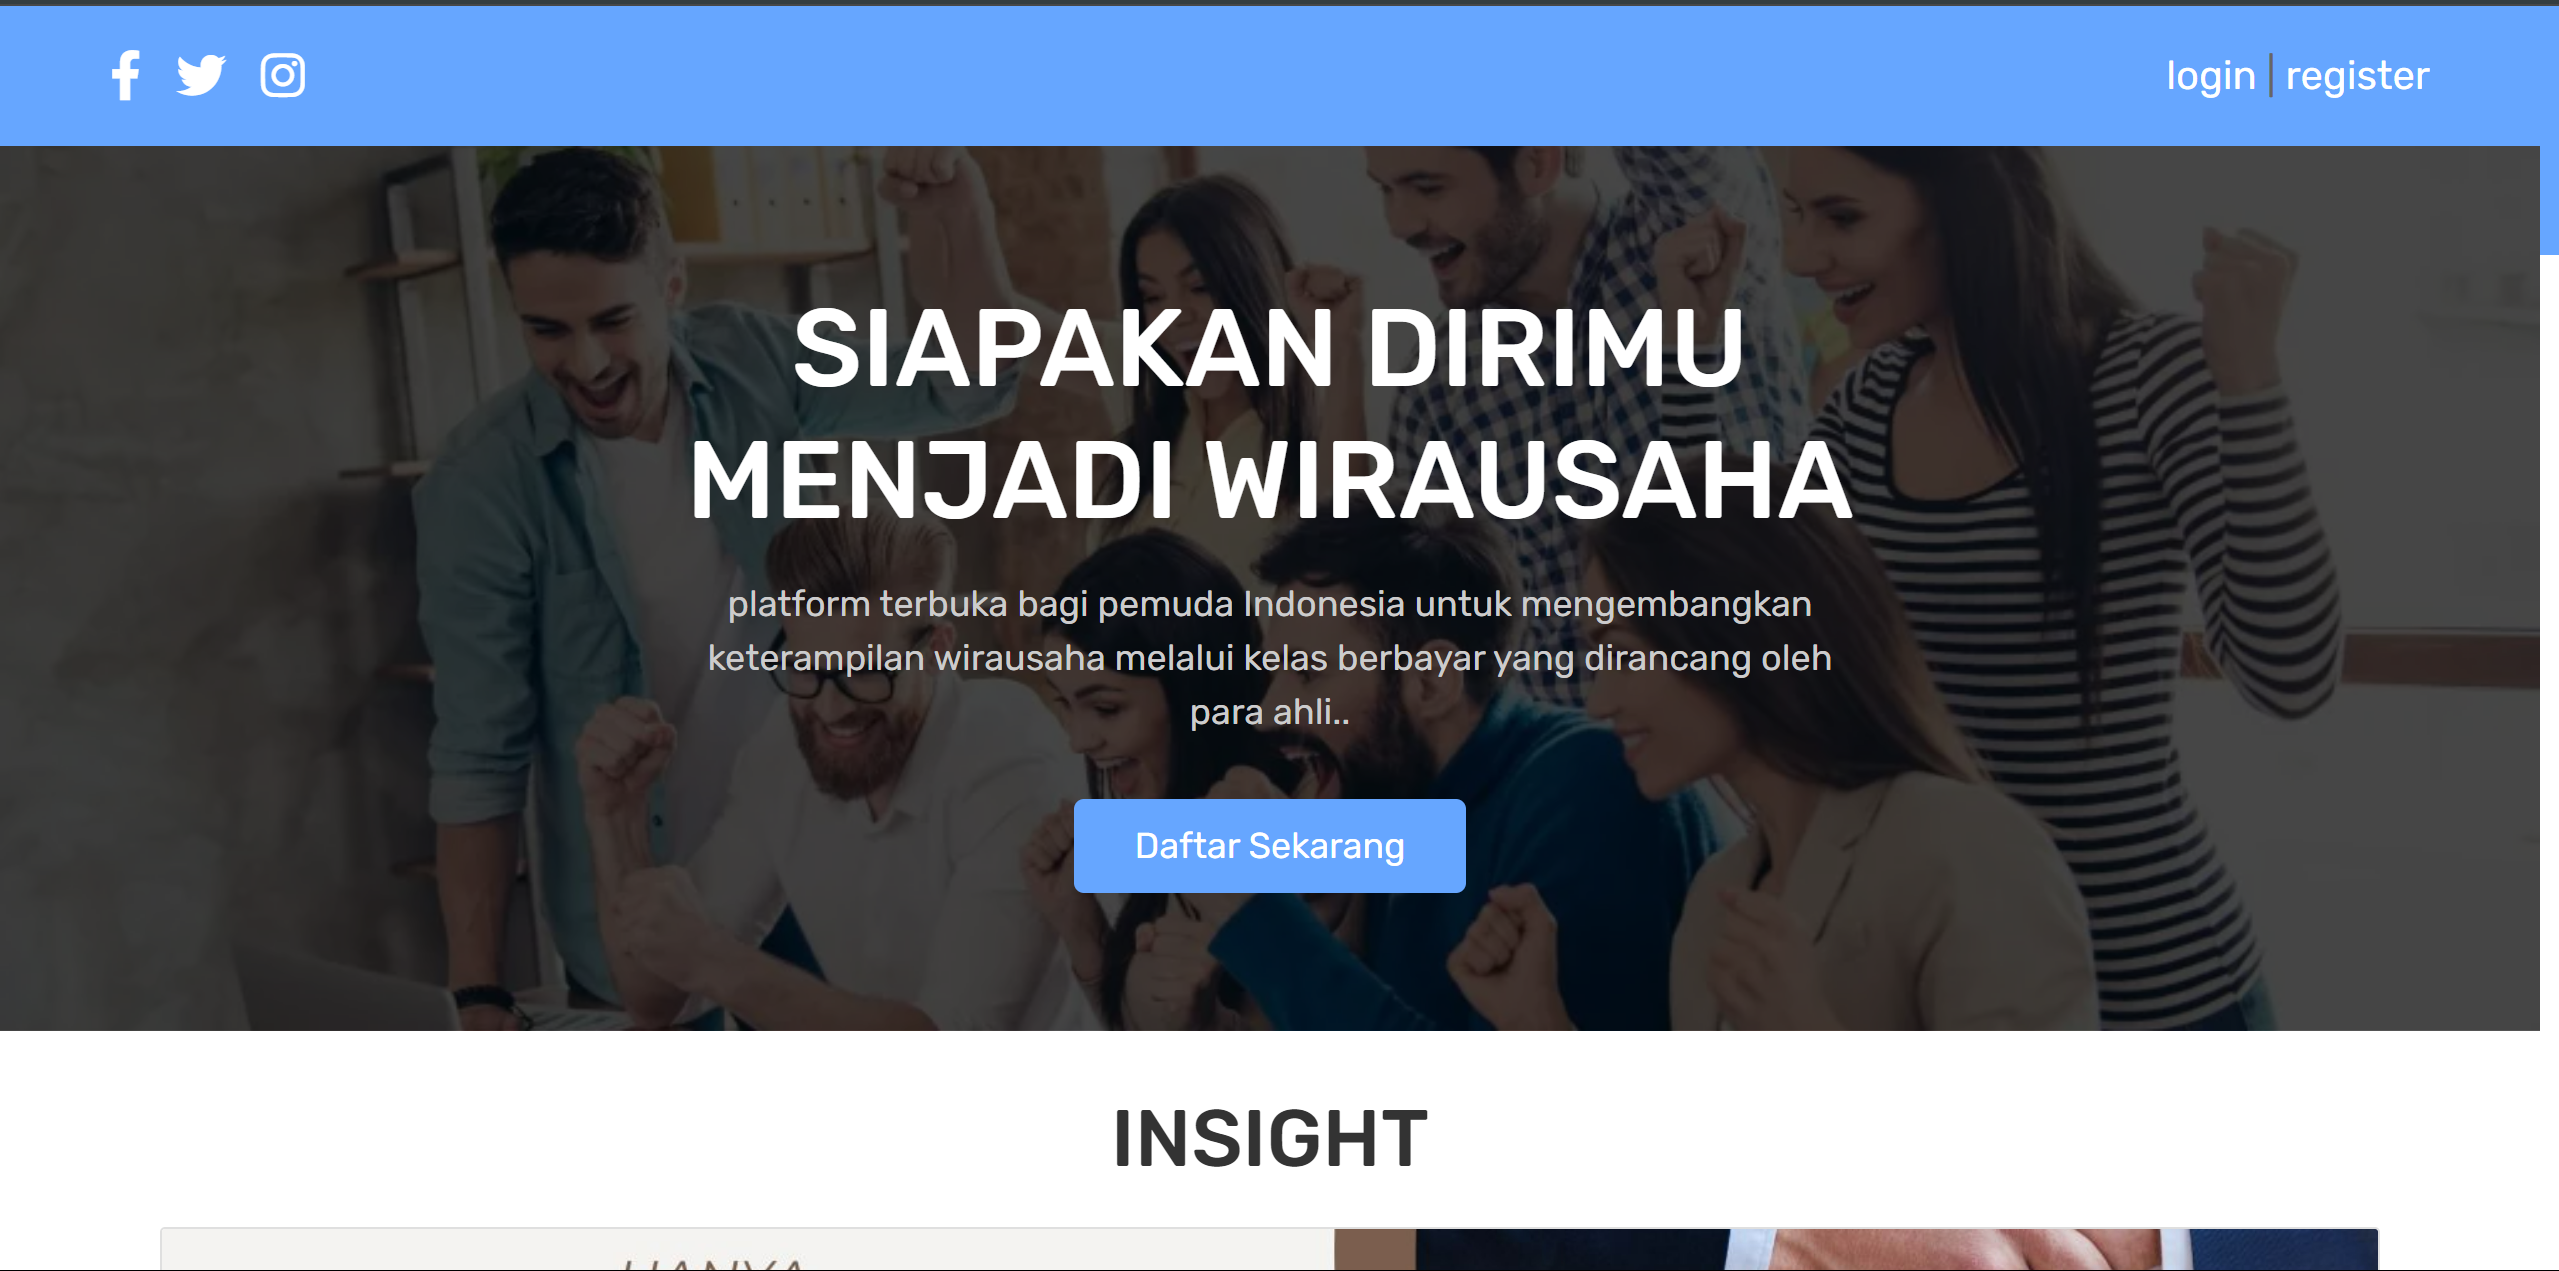 login | register
SIAPAKAN DIRIMU
MENJADI WIRAUSAHA
platform terbuka bagi pemuda Indonesia untuk mengembangkan
keterampilan wirausaha melalui kelas berbayar yang dirancang oleh
para ahli..
Daftar Sekarang
INSIGHT
HANYA